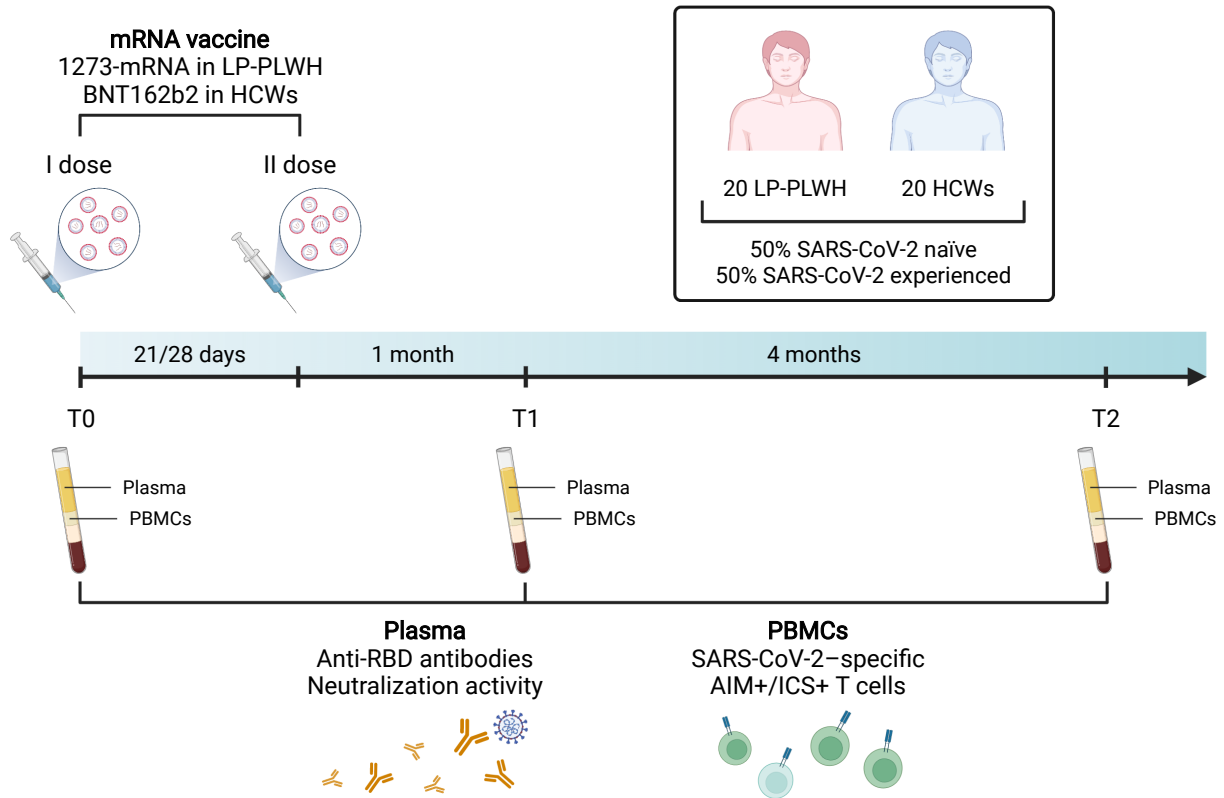 mRNA vaccine
1273-mRNA in LP-PLWH
BNT162b2 in HCWs
I dose
II dose
20 LP-PLWH
20 HCWs
50% SARS-CoV-2 naïve
50% SARS-CoV-2 experienced
21/28 days
1 month
4 months
T0
T1
T2
Plasma
PBMCs
Plasma
PBMCs
Plasma
PBMCs
Plasma
Anti-RBD antibodies
Neutralization activity
PBMCs
SARS-CoV-2–specific
AIM+/ICS+ T cells